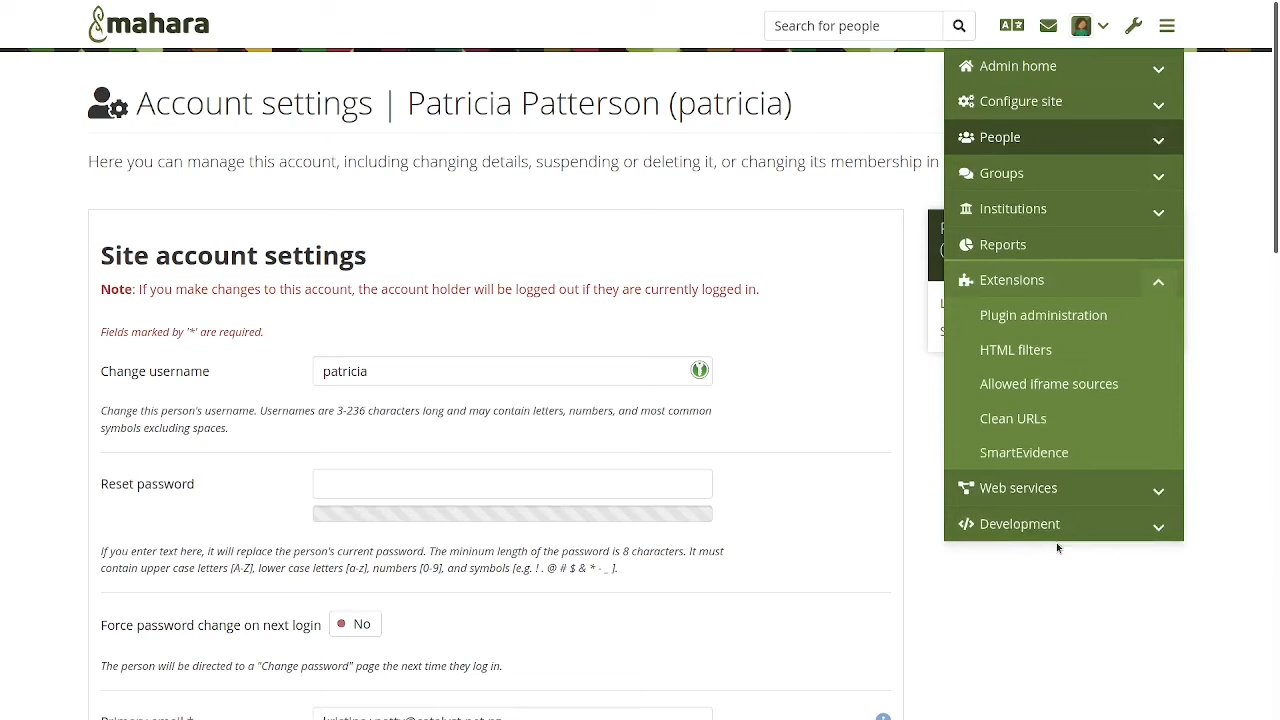 mahara
Search for people
Account settings | Patricia Patterson (patricia)
Here you can manage this account, including changing details, suspending or deleting it, or changing its membership in
Site account settings
Note: If you make changes to this account, the account holder will be logged out if they are currently logged in.
Fields marked by '*' are required.
Change username
patricia
Change this person's username. Usernames are 3-236 characters long and may contain letters, numbers, and most common
symbols excluding spaces.
Reset password
If you enter text here, it will replace the person's current password. The mininum length of the password is 8 characters. It must
contain upper case letters [A-Z], lower case letters [a-z], numbers [0-9], and symbols [e.g. ! . @ # $ & * - _ ].
Force password change on next login
No
The person will be directed to a "Change password" page the next time they log in.
Admin home
Configure site
People
Groups
Institutions
Reports
Extensions
Plugin administration
HTML filters
Allowed iframe sources
Clean URLs
SmartEvidence
Web services
Development